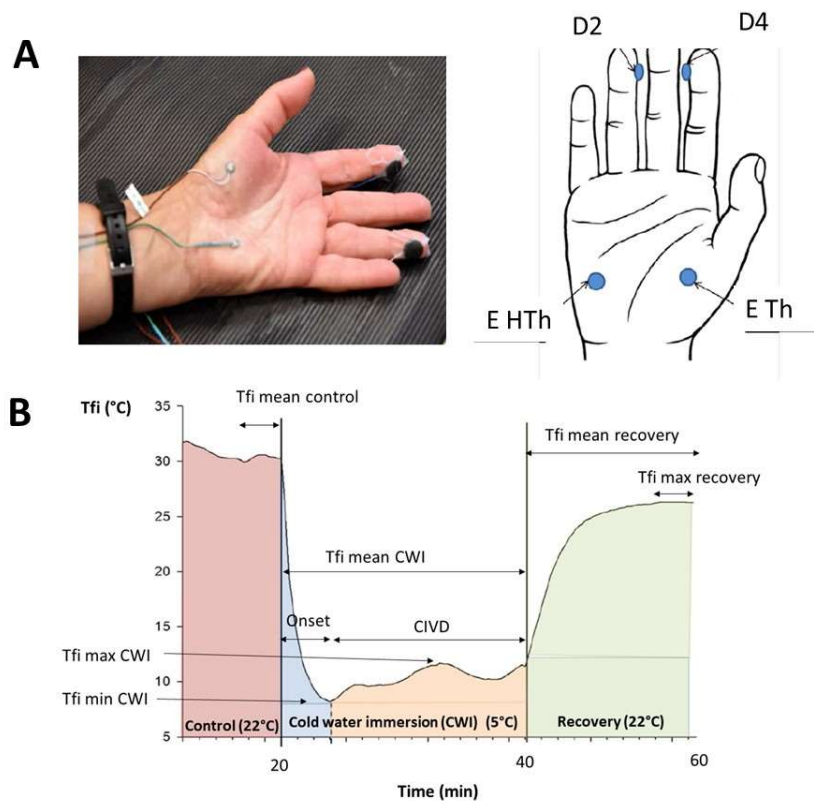 A
D2
D4
E HTh
E Th
B
Tfi (°C)
Tfi mean control
Tfi mean recovery
Tfi max recovery
Tfi mean CWI
Onset
CIVD
Tfi max CWI
Tfi min CWI
35
30
25
20
15
10
5
Control (22°C)
Cold water immersion (CWI) (5°C)
Recovery (22°C)
20
40
60
Time (min)